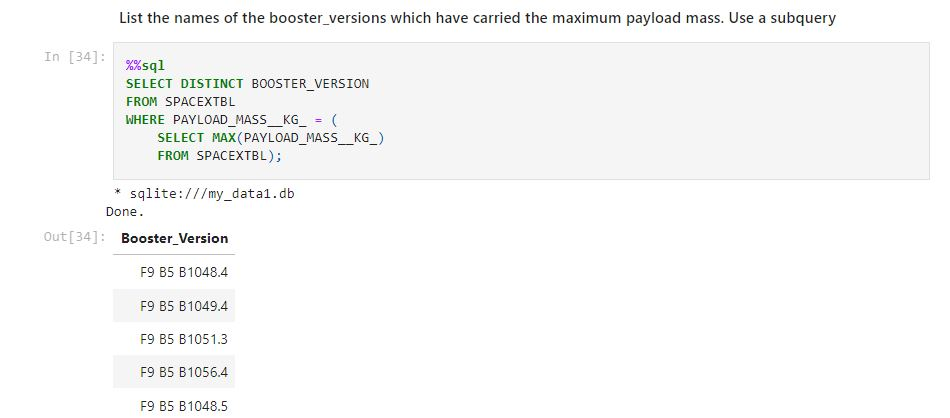 List the names of the booster_versions which have carried the maximum payload mass. Use a subquery
In [34]:
%%sql
SELECT DISTINCT BOOSTER_VERSION
FROM SPACEXTBL
WHERE PAYLOAD_MASS__KG_ = (
    SELECT MAX(PAYLOAD_MASS__KG_)
    FROM SPACEXTBL);
* sqlite:///my_data1.db
Done.
Out[34]:
Booster_Version
F9 B5 B1048.4
F9 B5 B1049.4
F9 B5 B1051.3
F9 B5 B1056.4
F9 B5 B1048.5